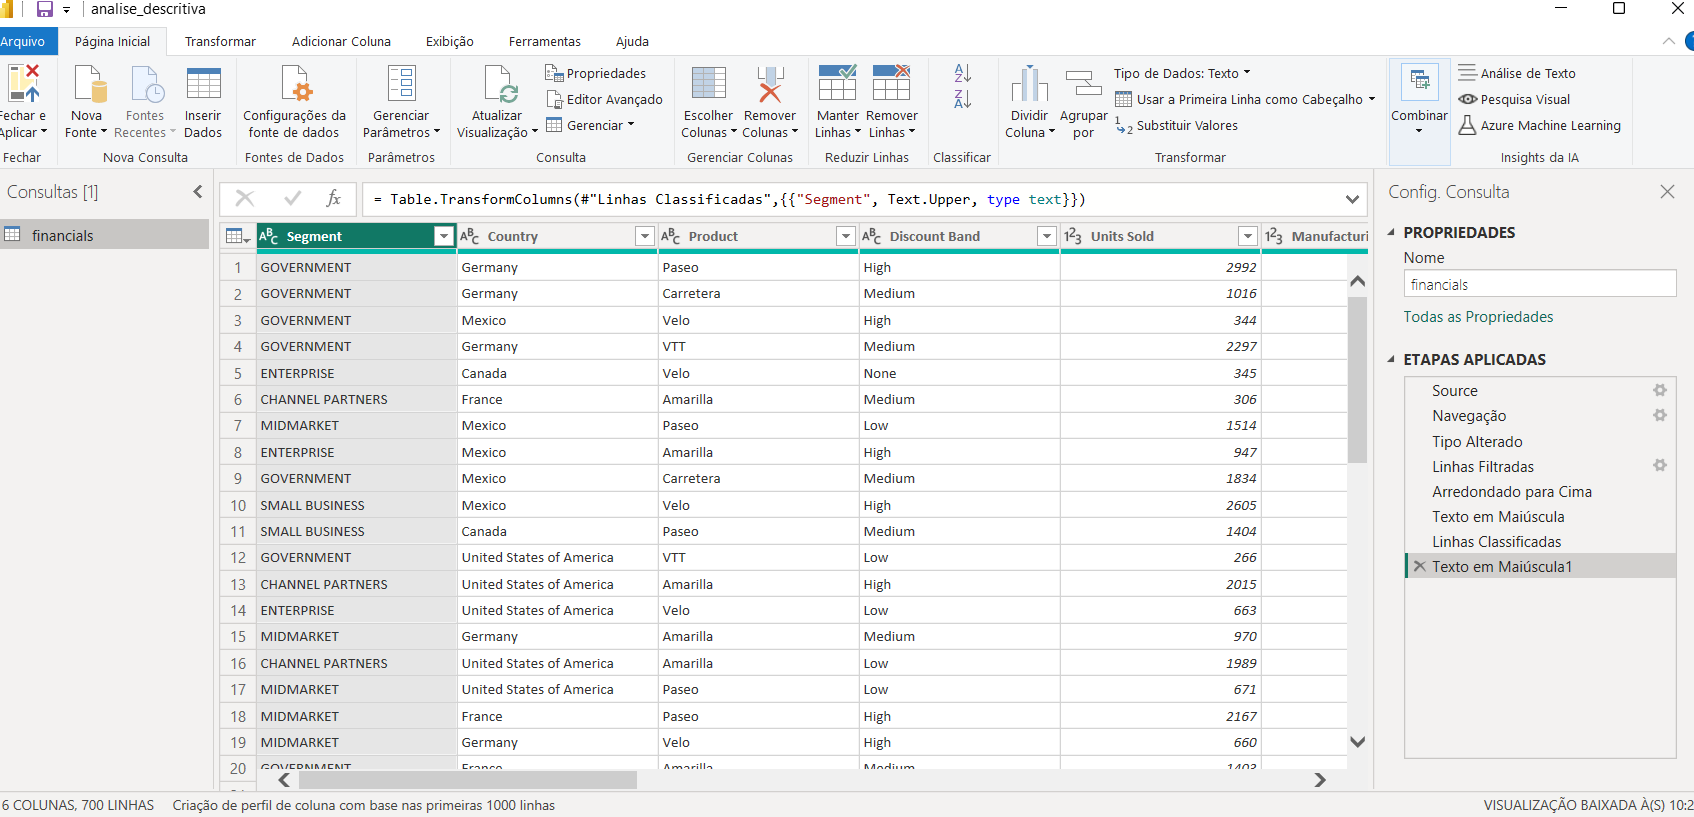 analise_descritiva
Arquivo Página Inicial Transformar Adicionar Coluna Exibição Ferramentas Ajuda
Fechar e Aplicar
Fechar
Nova Fonte
Fontes Recentes
Inserir Dados
Nova Consulta
Configurações da fonte de dados
Fontes de Dados
Gerenciar Parâmetros
Parâmetros
Atualizar Visualização
Propriedades
Editor Avançado
Gerenciar
Consulta
Escolher Colunas
Remover Colunas
Gerenciar Colunas
Manter Linhas
Remover Linhas
Reduzir Linhas
Classificar
Dividir Coluna
Agrupar por
Tipo de Dados: Texto
Usar a Primeira Linha como Cabeçalho
Substituir Valores
Transformar
Combinar
Análise de Texto
Pesquisa Visual
Azure Machine Learning
Insights da IA
Consultas [1]
financials
fx = Table.TransformColumns(#"Linhas Classificadas",{{"Segment", Text.Upper, type text}})
Segment Country Product Discount Band Units Sold
1 GOVERNMENT Germany Paseo High 2992
2 GOVERNMENT Germany Carretera Medium 1016
3 GOVERNMENT Mexico Velo High 344
4 GOVERNMENT Germany VTT Medium 2297
5 ENTERPRISE Canada Velo None 345
6 CHANNEL PARTNERS France Amarilla Medium 306
7 MIDMARKET Mexico Paseo Low 1514
8 ENTERPRISE Mexico Amarilla High 947
9 GOVERNMENT Mexico Carretera Medium 1834
10 SMALL BUSINESS Mexico Velo High 2605
11 SMALL BUSINESS Canada Paseo Medium 1404
12 GOVERNMENT United States of America VTT Low 266
13 CHANNEL PARTNERS United States of America Amarilla High 2015
14 ENTERPRISE United States of America Velo Low 663
15 MIDMARKET Germany Amarilla Medium 970
16 CHANNEL PARTNERS United States of America Amarilla Low 1989
17 MIDMARKET United States of America Paseo Low 671
18 MIDMARKET France Paseo High 2167
19 MIDMARKET Germany Velo High 660
20 GOVERNMENT France Amarilla Medium 1403
Config. Consulta
PROPRIEDADES
Nome
financials
Todas as Propriedades
ETAPAS APLICADAS
Source
Navegação
Tipo Alterado
Linhas Filtradas
Arredondado para Cima
Texto em Maiúscula
Linhas Classificadas
Texto em Maiúscula1
6 COLUNAS, 700 LINHAS Criação de perfil de coluna com base nas primeiras 1000 linhas
VISUALIZAÇÃO BAIXADA À(S)